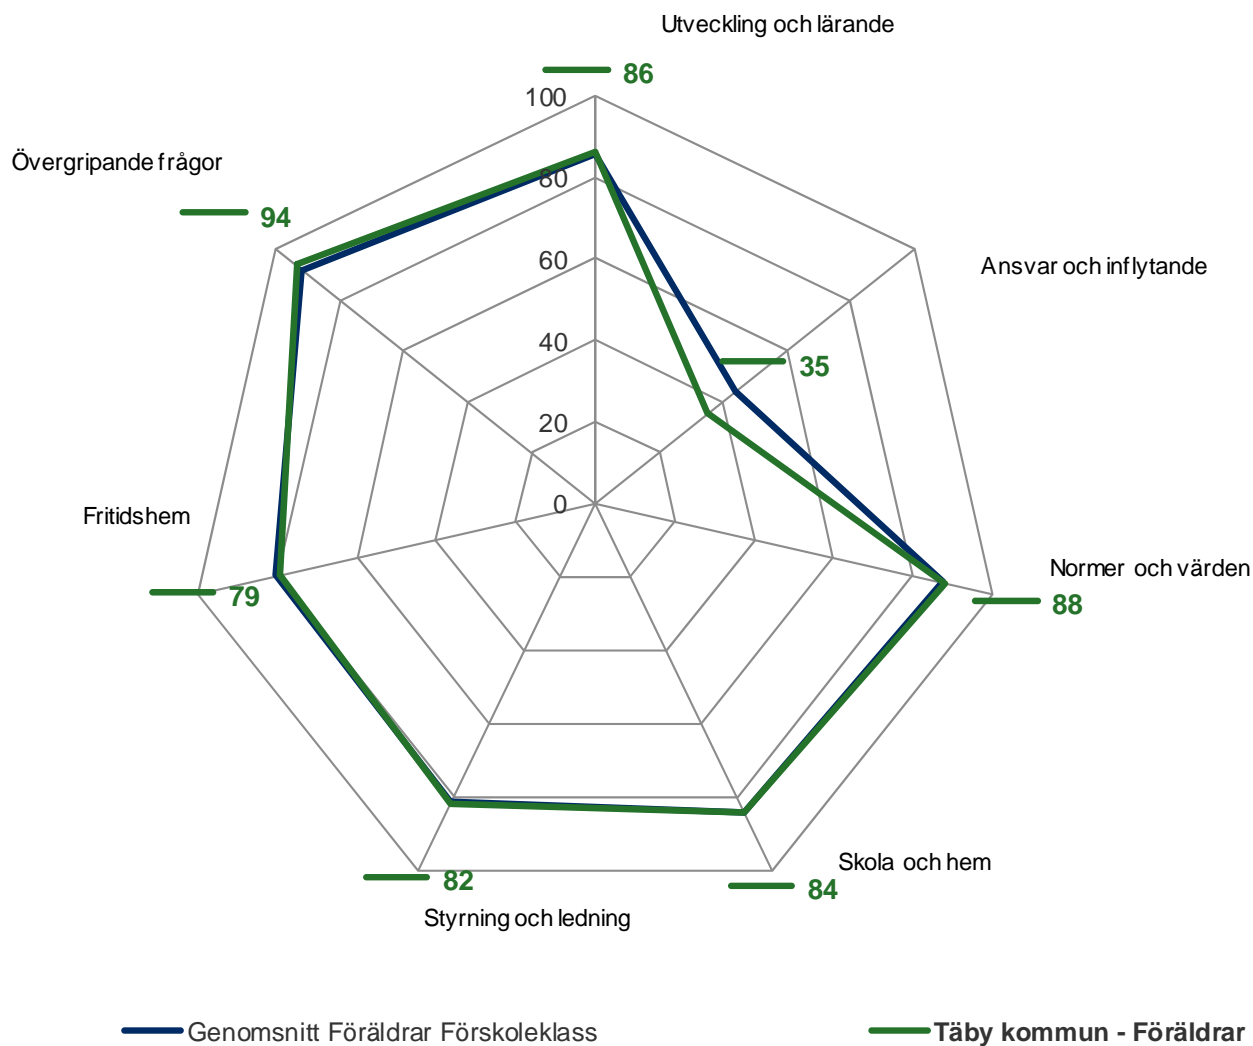 Utveckling och lärande
86
100
Övergripande frågor
94
80
60
Ansvar och inflytande
40
35
20
0
Fritidshem
79
Normer och värden
88
Skola och hem
84
82
Styrning och ledning
Genomsnitt Föräldrar Förskoleklass
Täby kommun - Föräldrar